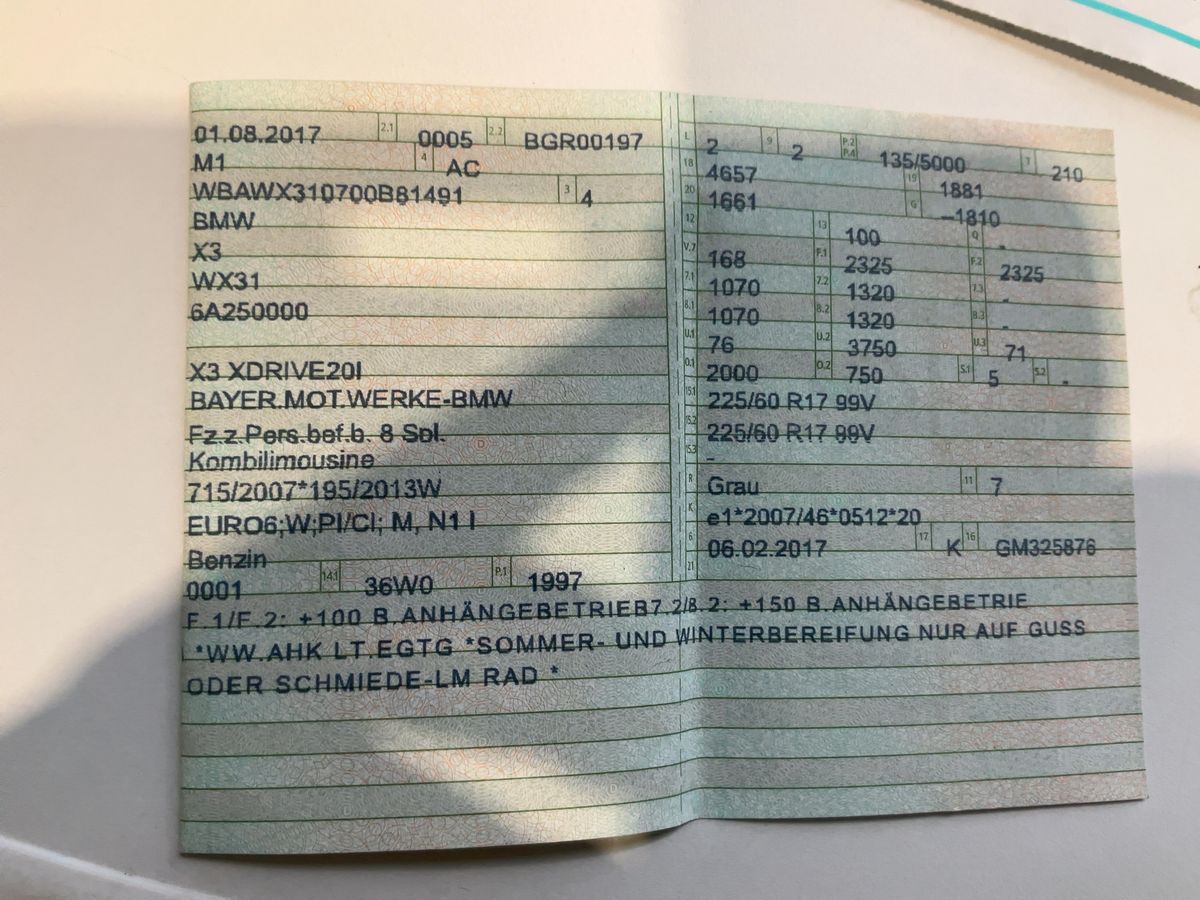 01.08.2017 2.1 0005 2.2 BGR00197
M1 4 AC
WBAWX310700B81491 3 4
BMW
X3
WX31
6A250000
X3 XDRIVE20I
BAYER.MOT.WERKE-BMW
Fz.z.Pers.bef.b. 8 Spl.
Kombilimousine
715/2007*195/2013W
EURO6;W;PI/CI; M, N1 I
Benzin
0001 14.1 36W0 P.1 1997
L 2 9 2 P.2 P.4 135/5000 T 210
18 4657 19 1881
20 1661 G –1810
12 13 100 Q -
V.7 168 F.1 2325 F.2 2325
7.1 1070 7.2 1320 7.3 -
8.1 1070 8.2 1320 8.3 -
U.1 76 U.2 3750 U.3 71
O.1 2000 O.2 750 S.1 5 S.2 -
15.1 225/60 R17 99V
15.2 225/60 R17 99V
15.3 –
R Grau 11 7
K e1*2007/46*0512*20
6 06.02.2017 17 K 16 GM325876
21
F.1/F.2: +100 B.ANHÄNGEBETRIEB7.2/8.2: +150 B.ANHÄNGEBETRIE
*WW.AHK LT.EGTG *SOMMER- UND WINTERBEREIFUNG NUR AUF GUSS
ODER SCHMIEDE-LM RAD *